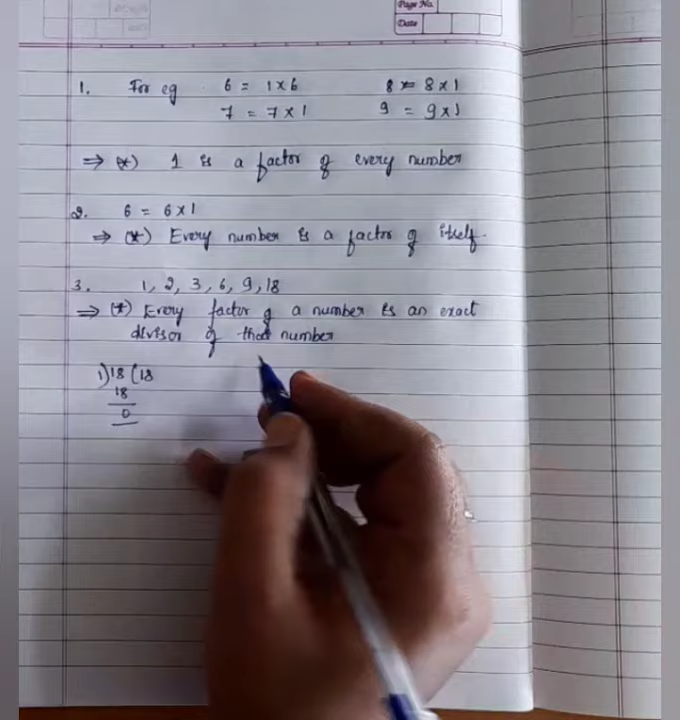 Page No.
Date
1. For eg 6 = 1 x 6 8 = 8 x 1
7 = 7 x 1 9 = 9 x 1
⇒ (*) 1 is a factor of every number
2. 6 = 6 x 1
⇒ (*) Every number is a factor of itself.
3. 1, 2, 3, 6, 9, 18
⇒ (*) Every factor of a number is an exact
divisor of that number
1)18(18
18
0